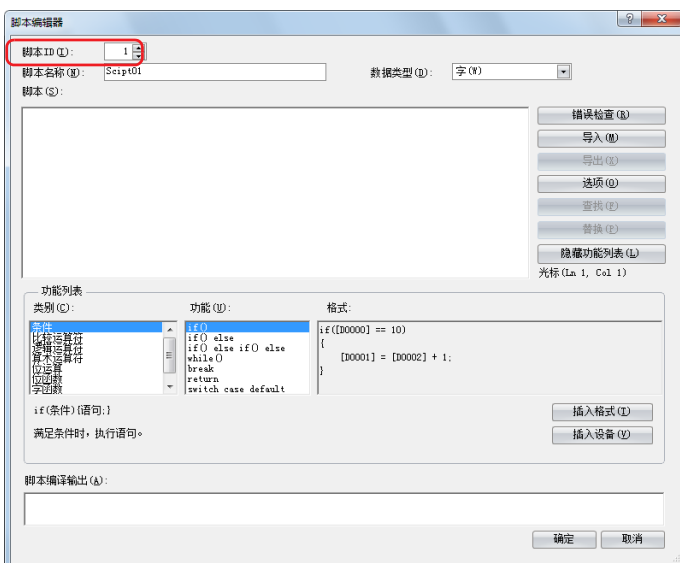 脚本编辑器
脚本ID(I): 1
脚本名称(N): Scipt01 数据类型(D): 字(W)
脚本(S):
错误检查(R)
导入(M)
导出(X)
选项(O)
查找(F)
替换(P)
隐藏功能列表(L)
光标(Ln 1, Col 1)
功能列表
类别(C): 功能(U): 格式:
条件
比较运算符
逻辑运算符
算术运算符
位运算
位函数
字函数
if()
if() else
if() else if() else
while()
break
return
switch case default
if([D0000] == 10)
{
[D0001] = [D0002] + 1;
}
if(条件){语句;}
满足条件时，执行语句。
插入格式(T)
插入设备(V)
脚本编译输出(A):
确定 取消